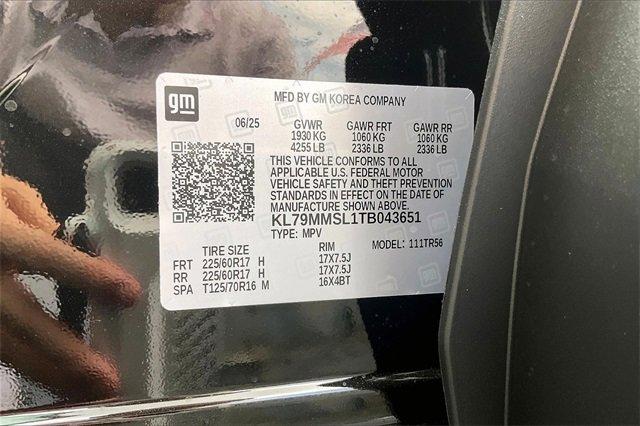 gm
MFD BY GM KOREA COMPANY
06/25 GVWR GAWR FRT GAWR RR
1930 KG 1060 KG 1060 KG
4255 LB 2336 LB 2336 LB
THIS VEHICLE CONFORMS TO ALL
APPLICABLE U.S. FEDERAL MOTOR
VEHICLE SAFETY AND THEFT PREVENTION
STANDARDS IN EFFECT ON THE DATE OF
MANUFACTURE SHOWN ABOVE.
KL79MMSL1TB043651
TYPE: MPV MODEL: 111TR56
TIRE SIZE RIM
FRT 225/60R17 H 17X7.5J
RR 225/60R17 H 17X7.5J
SPA T125/70R16 M 16X4BT